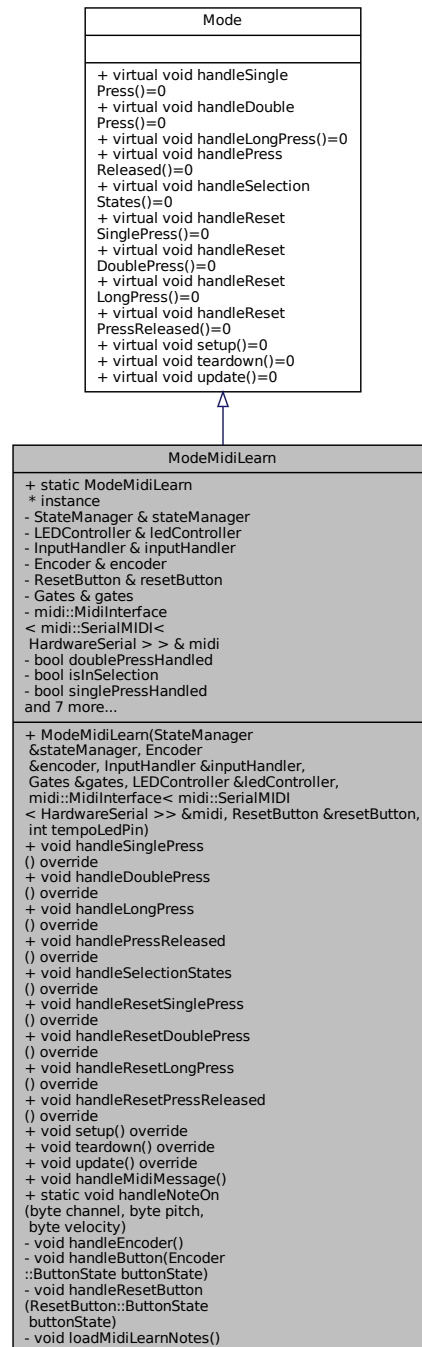 Mode
+ virtual void handleSingle
Press()=0
+ virtual void handleDouble
Press()=0
+ virtual void handleLongPress()=0
+ virtual void handlePress
Released()=0
+ virtual void handleSelection
States()=0
+ virtual void handleReset
SinglePress()=0
+ virtual void handleReset
DoublePress()=0
+ virtual void handleReset
LongPress()=0
+ virtual void handleReset
PressReleased()=0
+ virtual void setup()=0
+ virtual void teardown()=0
+ virtual void update()=0
ModeMidiLearn
+ static ModeMidiLearn
* instance
- StateManager & stateManager
- LEDController & ledController
- InputHandler & inputHandler
- Encoder & encoder
- ResetButton & resetButton
- Gates & gates
- midi::MidiInterface
< midi::SerialMIDI<
HardwareSerial > > & midi
- bool doublePressHandled
- bool isInSelection
- bool singlePressHandled
and 7 more...
+ ModeMidiLearn(StateManager
&stateManager, Encoder
&encoder, InputHandler &inputHandler,
Gates &gates, LEDController &ledController,
midi::MidiInterface< midi::SerialMIDI
< HardwareSerial >> &midi, ResetButton &resetButton,
int tempoLedPin)
+ void handleSinglePress
() override
+ void handleDoublePress
() override
+ void handleLongPress
() override
+ void handlePressReleased
() override
+ void handleSelectionStates
() override
+ void handleResetSinglePress
() override
+ void handleResetDoublePress
() override
+ void handleResetLongPress
() override
+ void handleResetPressReleased
() override
+ void setup() override
+ void teardown() override
+ void update() override
+ void handleMidiMessage()
+ static void handleNoteOn
(byte channel, byte pitch,
byte velocity)
- void handleEncoder()
- void handleButton(Encoder
::ButtonState buttonState)
- void handleResetButton
(ResetButton::ButtonState
buttonState)
- void loadMidiLearnNotes()